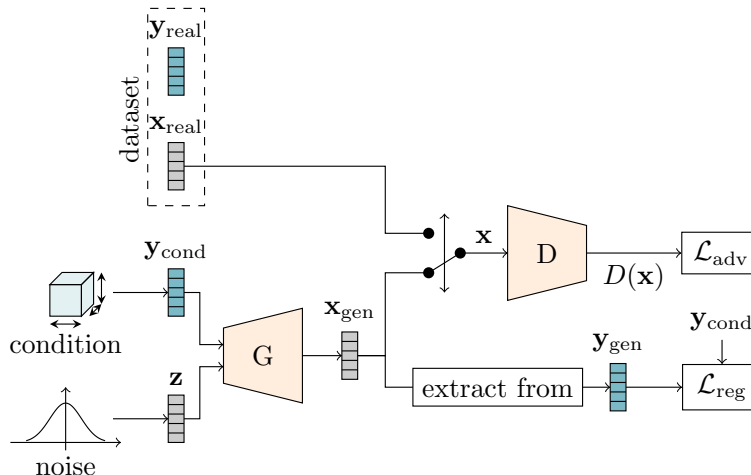 y_real
dataset
x_real
y_cond
condition
z
noise
G
x_gen
x
D
D(x)
ℒ_adv
y_gen
y_cond
extract from
ℒ_reg